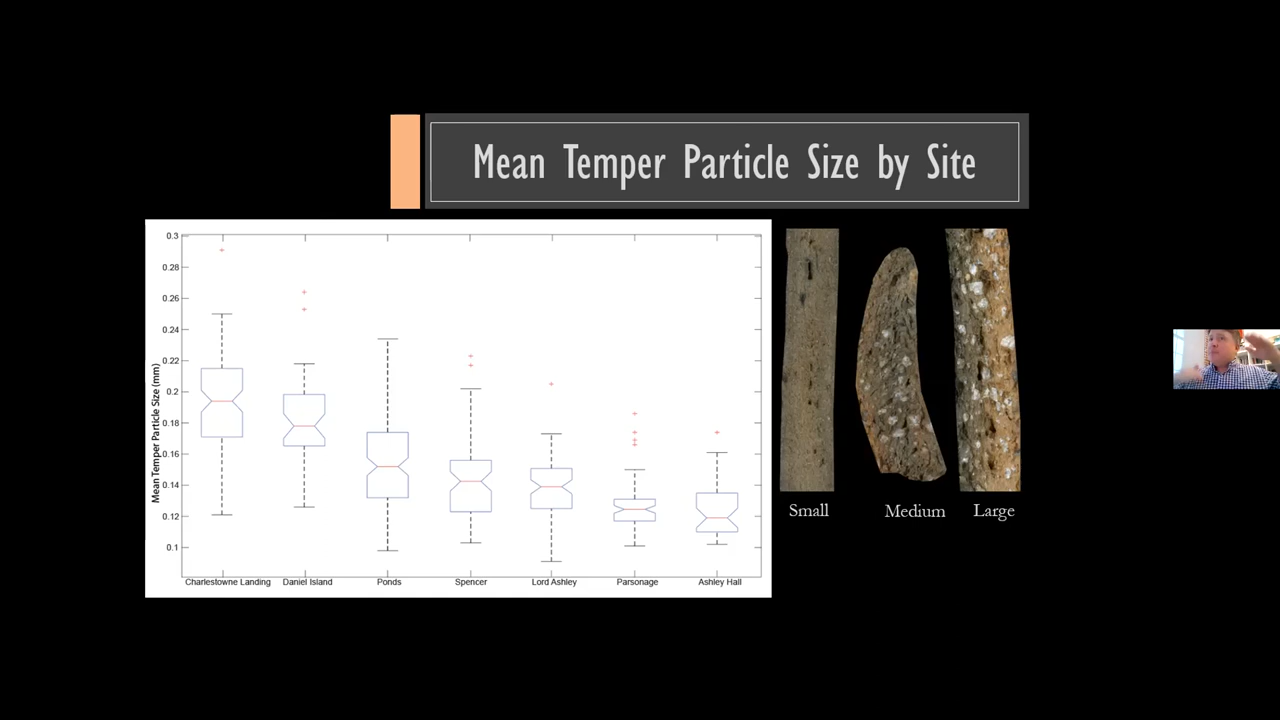 Mean Temper Particle Size by Site
Mean Temper Particle Size (mm)
0.3
0.28
0.26
0.24
0.22
0.2
0.18
0.16
0.14
0.12
0.1
Charlestowne Landing Daniel Island Ponds Spencer Lord Ashley Parsonage Ashley Hall
Small Medium Large